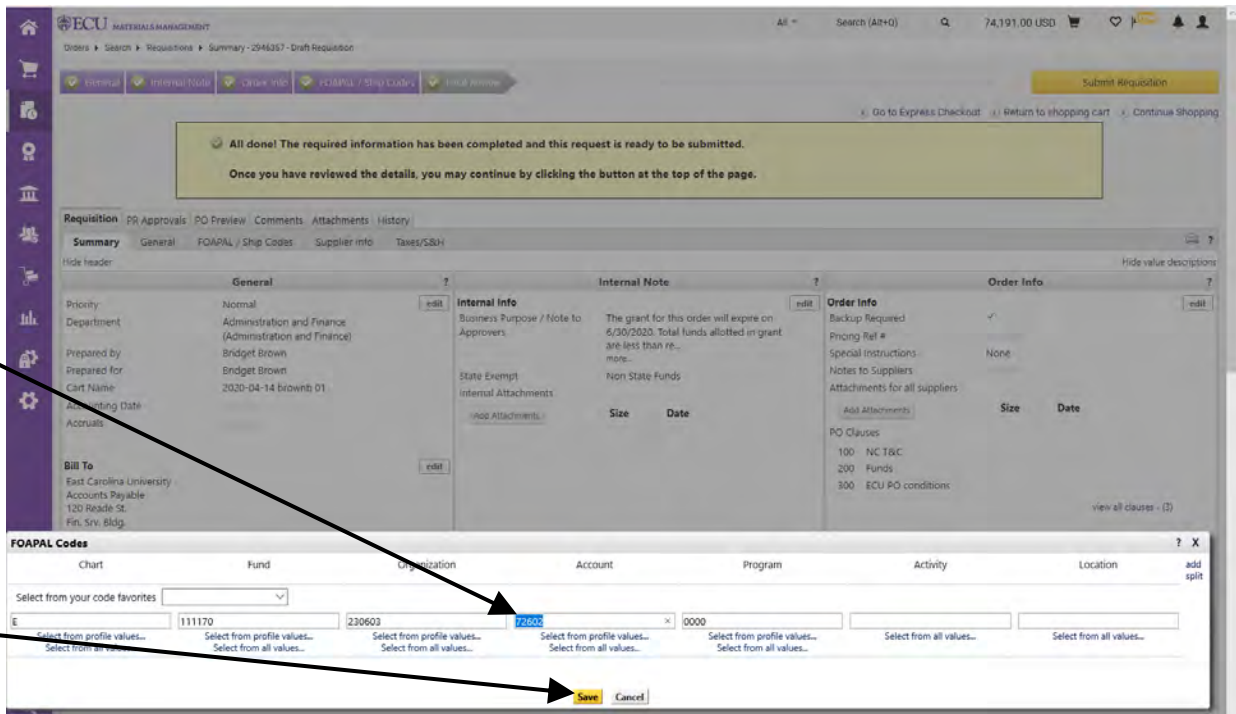 ECU MATERIALS MANAGEMENT
All
Search (Alt+Q)
74,191.00 USD
Orders Search Requisitions Summary - 2946357 - Draft Requisition
General Internal Note Order Info FOAPAL / Ship Codes Final Review
Submit Requisition
Go to Express Checkout Return to shopping cart Continue Shopping
All done! The required information has been completed and this request is ready to be submitted.
Once you have reviewed the details, you may continue by clicking the button at the top of the page.
Requisition PR Approvals PO Preview Comments Attachments History
Summary General FOAPAL / Ship Codes Supplier Info Taxes/S&H ?
Hide header
Hide value descriptions
General ?
Priority Normal edit
Department Administration and Finance
(Administration and Finance)
Prepared by Bridget Brown
Prepared for Bridget Brown
Cart Name 2020-04-14 brownb 01
Accounting Date
Accruals
Bill To edit
East Carolina University
Accounts Payable
120 Reade St.
Fin. Srv. Bldg.
Internal Note ?
Internal Info edit
Business Purpose / Note to Approvers
The grant for this order will expire on
6/30/2020. Total funds allotted in grant
are less than re...
more...
State Exempt Non State Funds
Internal Attachments
Add Attachments Size Date
Order Info ?
Order Info edit
Backup Required ✓
Pricing Ref #
Special Instructions None
Notes to Suppliers
Attachments for all suppliers
Add Attachments Size Date
PO Clauses
100 NC T&C
200 Funds
300 ECU PO conditions
view all clauses - (3)
FOAPAL Codes ? X
Chart Fund Organization Account Program Activity Location add split
Select from your code favorites
E 111170 230603 72602 × 0000
Select from profile values... Select from profile values... Select from profile values... Select from profile values... Select from profile values... Select from all values... Select from all values...
Select from all values... Select from all values... Select from all values... Select from all values... Select from all values...
Save Cancel